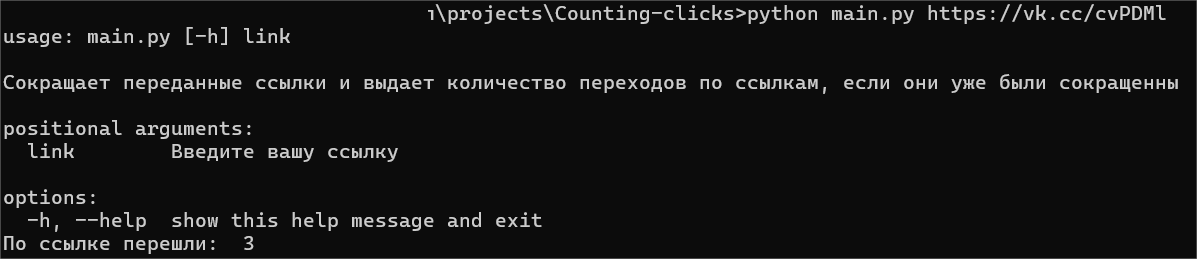 \projects\Counting-clicks>python main.py https://vk.cc/cvPDMl
usage: main.py [-h] link
Сокращает переданные ссылки и выдает количество переходов по ссылкам, если они уже были сокращенны
positional arguments:
link Введите вашу ссылку
options:
-h, --help show this help message and exit
По ссылке перешли: 3